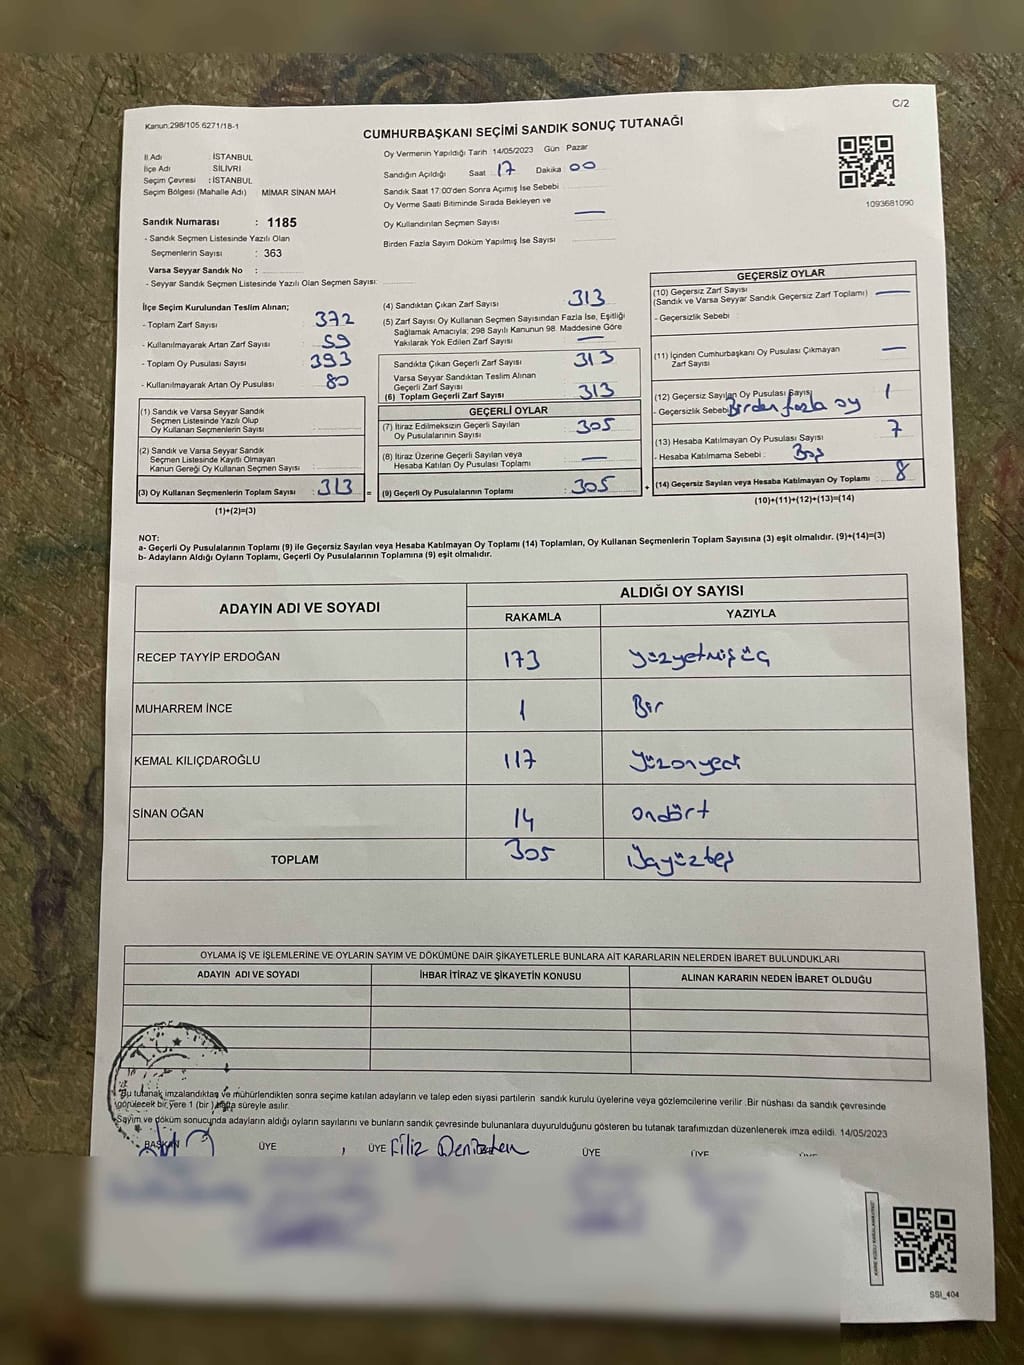 C/2
Kanun:298/105 6271/18-1
CUMHURBAŞKANI SEÇİMİ SANDIK SONUÇ TUTANAĞI
İl Adı : İSTANBUL
İlçe Adı SİLİVRİ
Seçim Çevresi : İSTANBUL
Seçim Bölgesi (Mahalle Adı) MİMAR SİNAN MAH
Oy Vermenin Yapıldığı Tarih 14/05/2023 Gün Pazar
Sandığın Açıldığı Saat 17 Dakika 00
Sandık Saat 17:00'den Sonra Açımış İse Sebebi
Oy Verme Saati Bitiminde Sırada Bekleyen ve
Oy Kullandırılan Seçmen Sayısı —
Birden Fazla Sayım Döküm Yapılmış İse Sayısı
1093681090
Sandık Numarası : 1185
- Sandık Seçmen Listesinde Yazılı Olan
Seçmenlerin Sayısı : 363
Varsa Seyyar Sandık No :
- Seyyar Sandık Seçmen Listesinde Yazılı Olan Seçmen Sayısı:
İlçe Seçim Kurulundan Teslim Alınan;
- Toplam Zarf Sayısı 372
- Kullanılmayarak Artan Zarf Sayısı 59
- Toplam Oy Pusulası Sayısı 393
- Kullanılmayarak Artan Oy Pusulası 80
(1) Sandık ve Varsa Seyyar Sandık
Seçmen Listesinde Yazılı Olup
Oy Kullanan Seçmenlerin Sayısı
(2) Sandık ve Varsa Seyyar Sandık
Seçmen Listesinde Kayıtlı Olmayan
Kanun Gereği Oy Kullanan Seçmen Sayısı :
(3) Oy Kullanan Seçmenlerin Toplam Sayısı : 313 =
(1)+(2)=(3)
(4) Sandıktan Çıkan Zarf Sayısı 313
(5) Zarf Sayısı Oy Kullanan Seçmen Sayısından Fazla İse, Eşitliği
Sağlamak Amacıyla; 298 Sayılı Kanunun 98. Maddesine Göre
Yakılarak Yok Edilen Zarf Sayısı —
Sandıkta Çıkan Geçerli Zarf Sayısı 313
Varsa Seyyar Sandıktan Teslim Alınan
Geçerli Zarf Sayısı
(6) Toplam Geçerli Zarf Sayısı 313
GEÇERLİ OYLAR
(7) İtiraz Edilmeksizin Geçerli Sayılan
Oy Pusulalarının Sayısı 305
(8) İtiraz Üzerine Geçerli Sayılan veya
Hesaba Katılan Oy Pusulası Toplamı —
(9) Geçerli Oy Pusulalarının Toplamı : 305 +
GEÇERSİZ OYLAR
(10) Geçersiz Zarf Sayısı
(Sandık ve Varsa Seyyar Sandık Geçersiz Zarf Toplamı) —
- Geçersizlik Sebebi :
(11) İçinden Cumhurbaşkanı Oy Pusulası Çıkmayan
Zarf Sayısı —
(12) Geçersiz Sayılan Oy Pusulası Sayısı 1
- Geçersizlik Sebebi Birden fazla oy
(13) Hesaba Katılmayan Oy Pusulası Sayısı 7
- Hesaba Katılmama Sebebi : Boş
(14) Geçersiz Sayılan veya Hesaba Katılmayan Oy Toplamı 8
(10)+(11)+(12)+(13)=(14)
NOT:
a- Geçerli Oy Pusulalarının Toplamı (9) ile Geçersiz Sayılan veya Hesaba Katılmayan Oy Toplamı (14) Toplamları, Oy Kullanan Seçmenlerin Toplam Sayısına (3) eşit olmalıdır. (9)+(14)=(3)
b- Adayların Aldığı Oyların Toplamı, Geçerli Oy Pusulalarının Toplamına (9) eşit olmalıdır.
ADAYIN ADI VE SOYADI
ALDIĞI OY SAYISI
RAKAMLA YAZIYLA
RECEP TAYYİP ERDOĞAN 173 Yüzyetmişüç
MUHARREM İNCE 1 Bir
KEMAL KILIÇDAROĞLU 117 Yüzonyedi
SİNAN OĞAN 14 Ondört
TOPLAM 305 Üçyüzbeş
OYLAMA İŞ VE İŞLEMLERİNE VE OYLARIN SAYIM VE DÖKÜMÜNE DAİR ŞİKAYETLERLE BUNLARA AİT KARARLARIN NELERDEN İBARET BULUNDUKLARI
ADAYIN ADI VE SOYADI İHBAR İTİRAZ VE ŞİKAYETİN KONUSU ALINAN KARARIN NEDEN İBARET OLDUĞU
T.C.
Bu tutanak imzalandıktan ve mühürlendikten sonra seçime katılan adayların ve talep eden siyasi partilerin sandık kurulu üyelerine veya gözlemcilerine verilir .Bir nüshası da sandık çevresinde
görülecek bir yere 1 (bir ) hafta süreyle asılır.
Sayım ve döküm sonucunda adayların aldığı oyların sayılarını ve bunların sandık çevresinde bulunanlara duyurulduğunu gösteren bu tutanak tarafımızdan düzenlenerek imza edildi. 14/05/2023
BAŞKAN ÜYE ÜYE Filiz ÜYE ÜYE
SSI_404